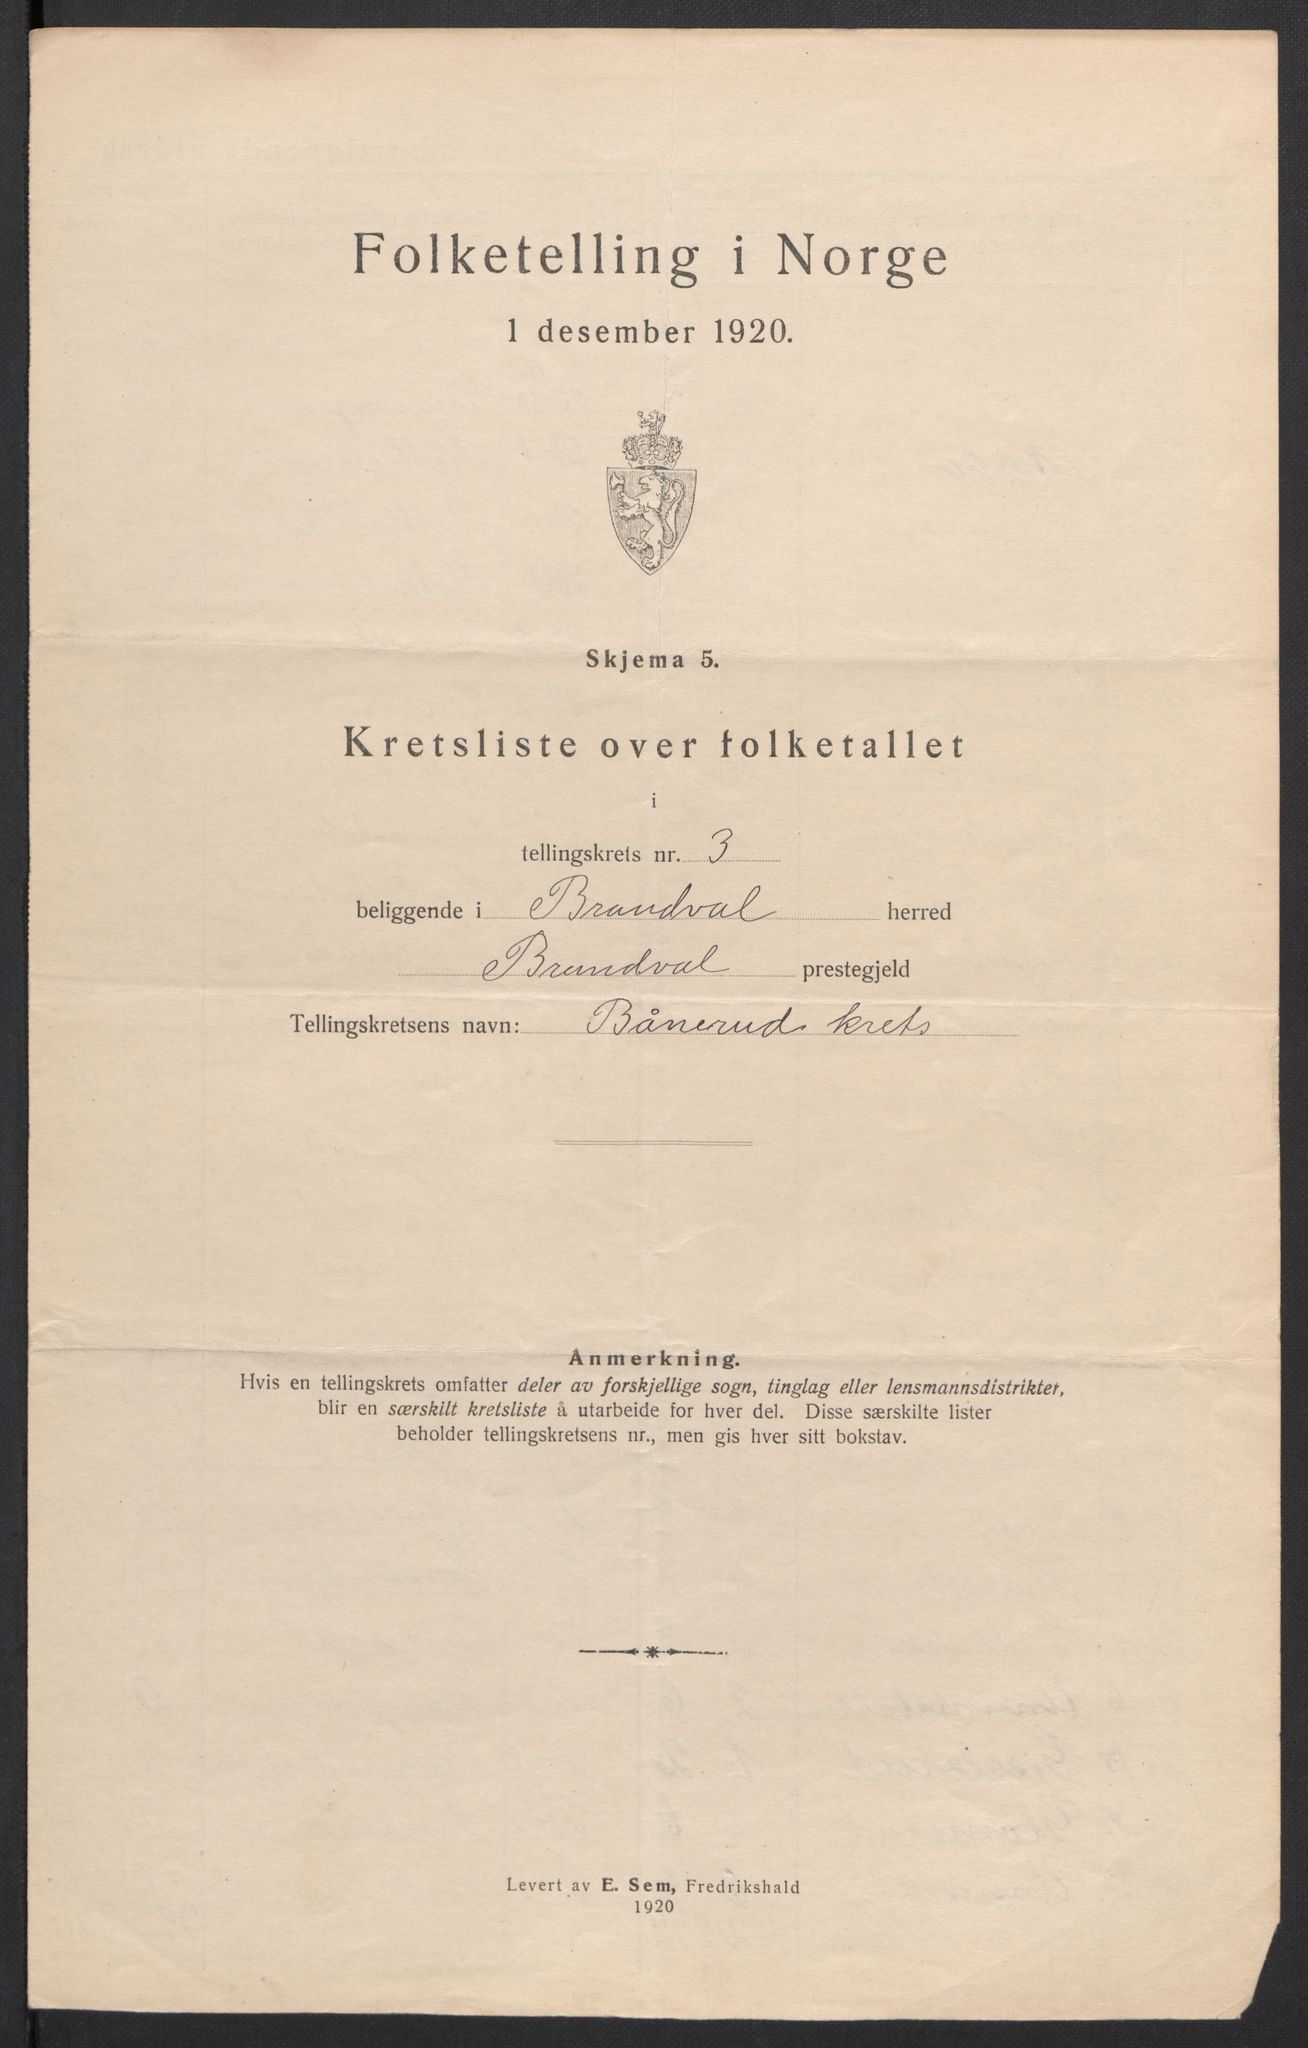 Folketelling i Norge
1 desember 1920.
Skjema 5.
Kretsliste over folketallet
i
tellingskrets nr. 3
beliggende i Brandval herred
Brandval prestegjeld
Tellingskretsens navn: Bånerud krets
Anmerkning.
Hvis en tellingskrets omfatter deler av forskjellige sogn, tinglag eller lensmannsdistrikter,
blir en særskilt kretsliste å utarbeide for hver del. Disse særskilte lister
beholder tellingskretsens nr., men gis hver sitt bokstav.
Levert av E. Sem, Fredrikshald
1920